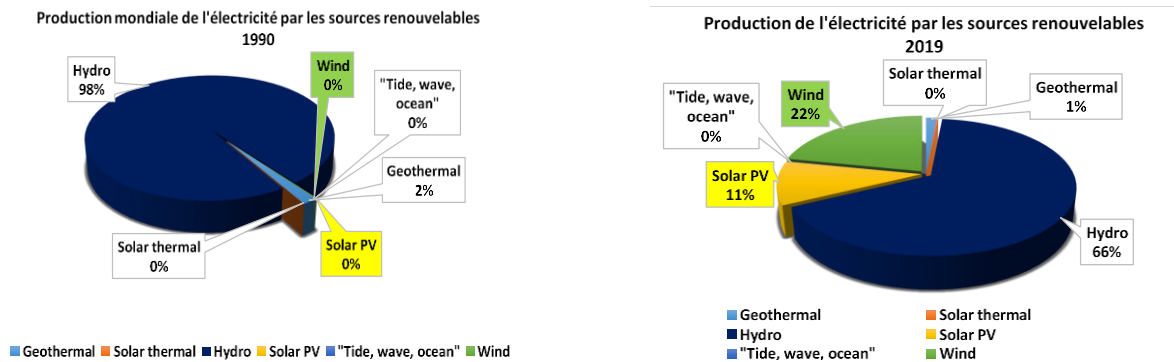 Production mondiale de l'électricité par les sources renouvelables
1990
Hydro
98%
Wind
0%
"Tide, wave,
ocean"
0%
Geothermal
2%
Solar thermal
0%
Solar PV
0%
Geothermal
Solar thermal
Hydro
Solar PV
"Tide, wave, ocean"
Wind
Production de l'électricité par les sources renouvelables
2019
Solar thermal
0%
Geothermal
1%
Wind
22%
"Tide, wave,
ocean"
0%
Solar PV
11%
Hydro
66%
Geothermal
Solar thermal
Hydro
Solar PV
"Tide, wave, ocean"
Wind